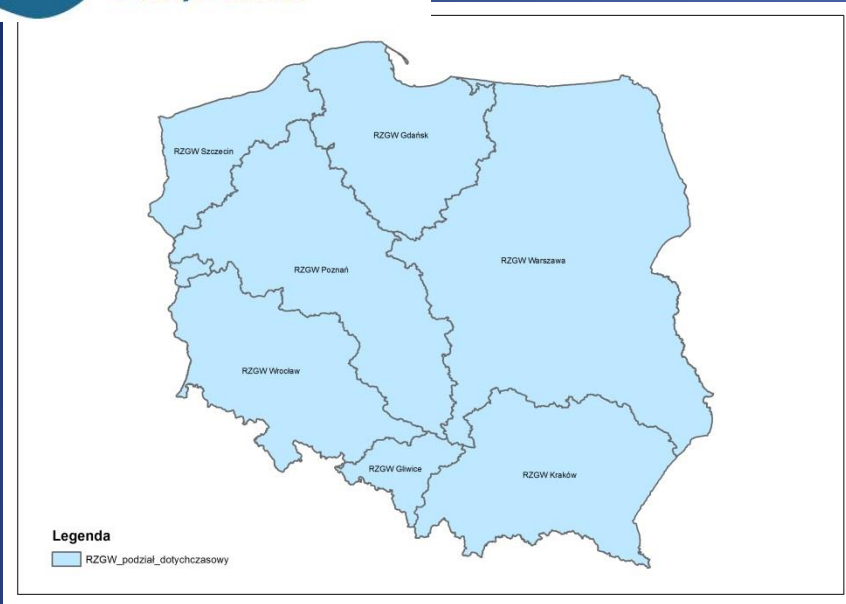 RZGW Gdańsk
RZGW Szczecin
RZGW Warszawa
RZGW Poznań
RZGW Wrocław
RZGW Gliwice
RZGW Kraków
Legenda
RZGW_podział_dotychczasowy